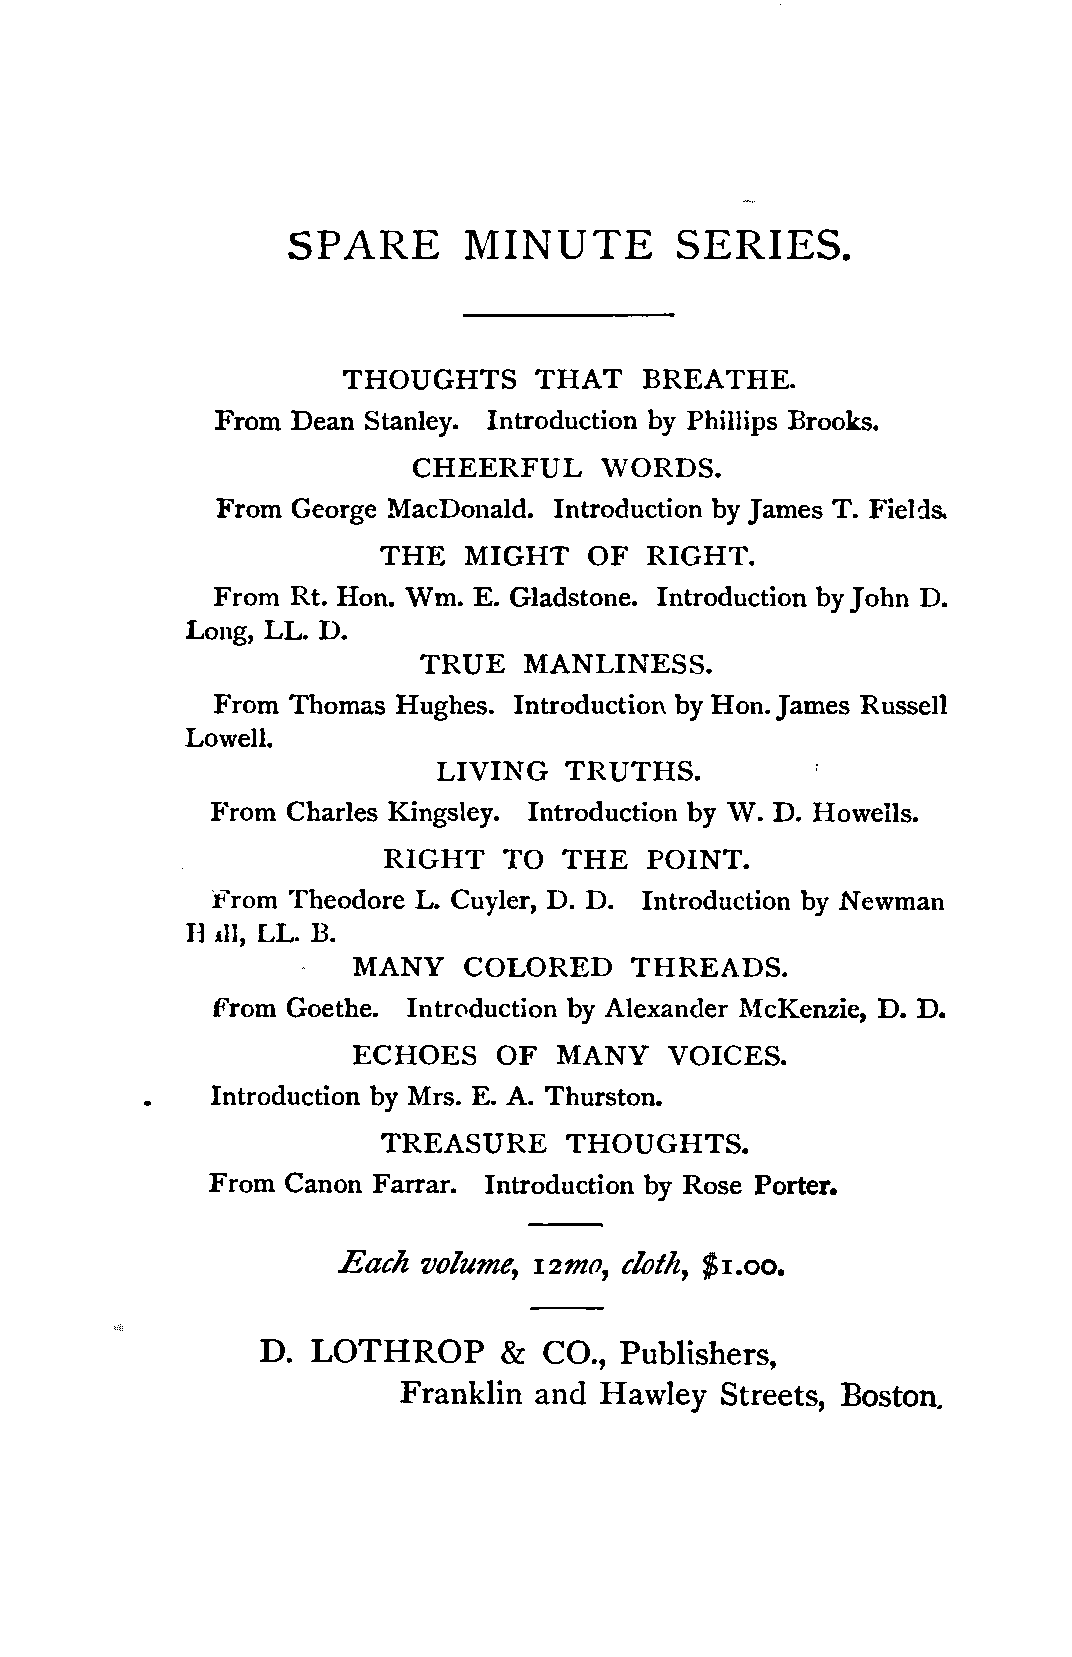 SPARE MINUTE SERIES.
THOUGHTS THAT BREATHE.
From Dean Stanley. Introduction by Phillips Brooks.
CHEERFUL WORDS.
From George MacDonald. Introduction by James T. Fields.
THE MIGHT OF RIGHT.
From Rt. Hon. Wm. E. Gladstone. Introduction by John D.
Long, LL. D.
TRUE MANLINESS.
From Thomas Hughes. Introduction by Hon. James Russell
Lowell.
LIVING TRUTHS.
From Charles Kingsley. Introduction by W. D. Howells.
RIGHT TO THE POINT.
From Theodore L. Cuyler, D. D. Introduction by Newman
Hall, LL. B.
MANY COLORED THREADS.
From Goethe. Introduction by Alexander McKenzie, D. D.
ECHOES OF MANY VOICES.
Introduction by Mrs. E. A. Thurston.
TREASURE THOUGHTS.
From Canon Farrar. Introduction by Rose Porter.
Each volume, 12mo, cloth, $1.00.
D. LOTHROP & CO., Publishers,
Franklin and Hawley Streets, Boston.